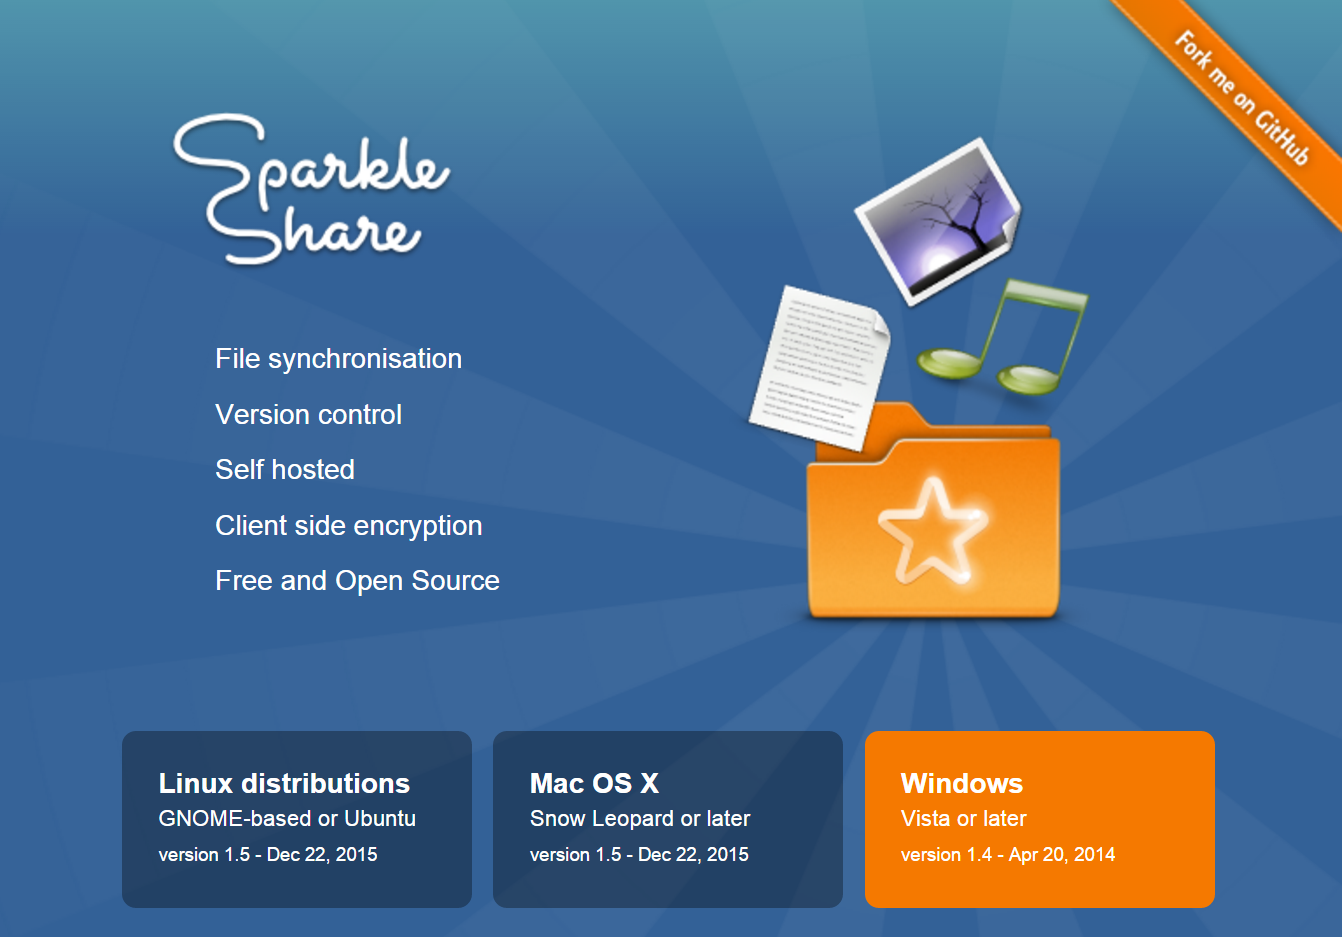 Fork me on GitHub
Sparkle
Share
File synchronisation
Version control
Self hosted
Client side encryption
Free and Open Source
Linux distributions
GNOME-based or Ubuntu
version 1.5 - Dec 22, 2015
Mac OS X
Snow Leopard or later
version 1.5 - Dec 22, 2015
Windows
Vista or later
version 1.4 - Apr 20, 2014